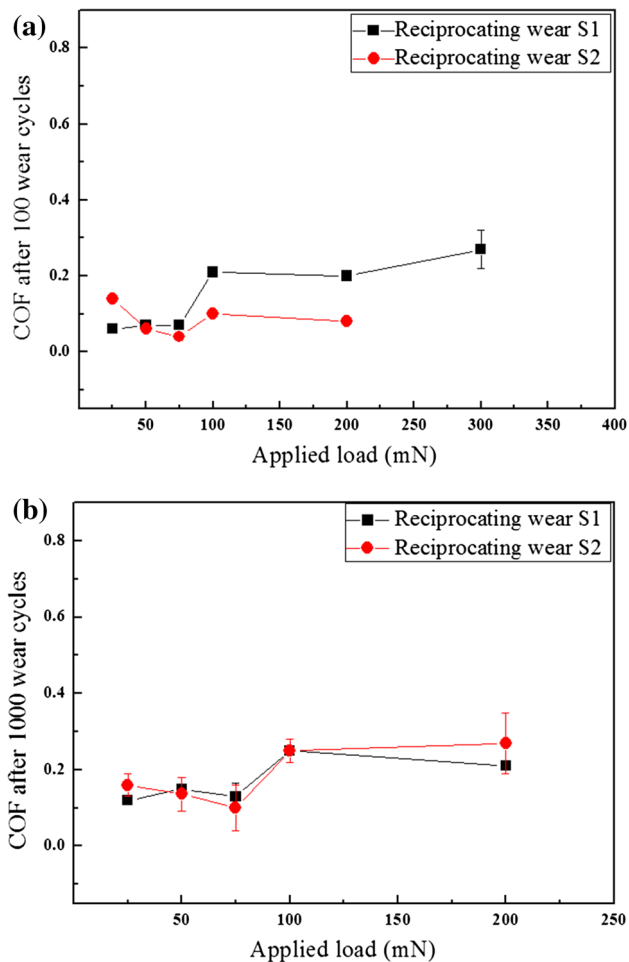 (a)
Reciprocating wear S1
Reciprocating wear S2
COF after 100 wear cycles
0.8
0.6
0.4
0.2
0.0
50 100 150 200 250 300 350 400
Applied load (mN)
(b)
Reciprocating wear S1
Reciprocating wear S2
COF after 1000 wear cycles
0.8
0.6
0.4
0.2
0.0
50 100 150 200 250
Applied load (mN)